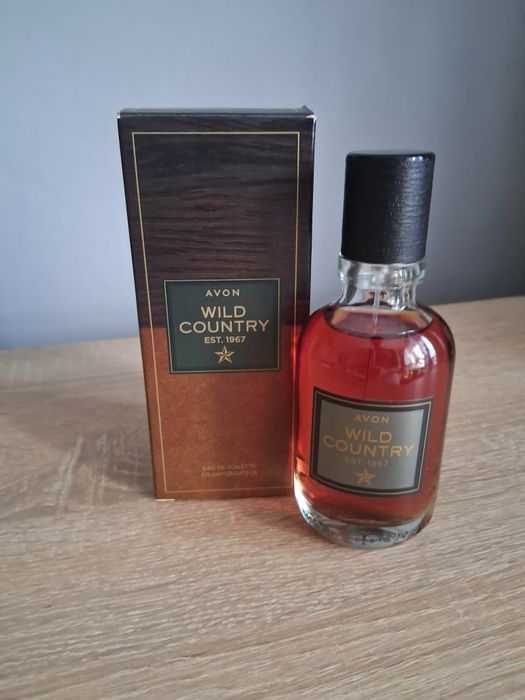 AVON
WILD
COUNTRY
EST. 1967
EAU DE TOILETTE
EN VAPORISATEUR
AVON
WILD
COUNTRY
EST. 1967